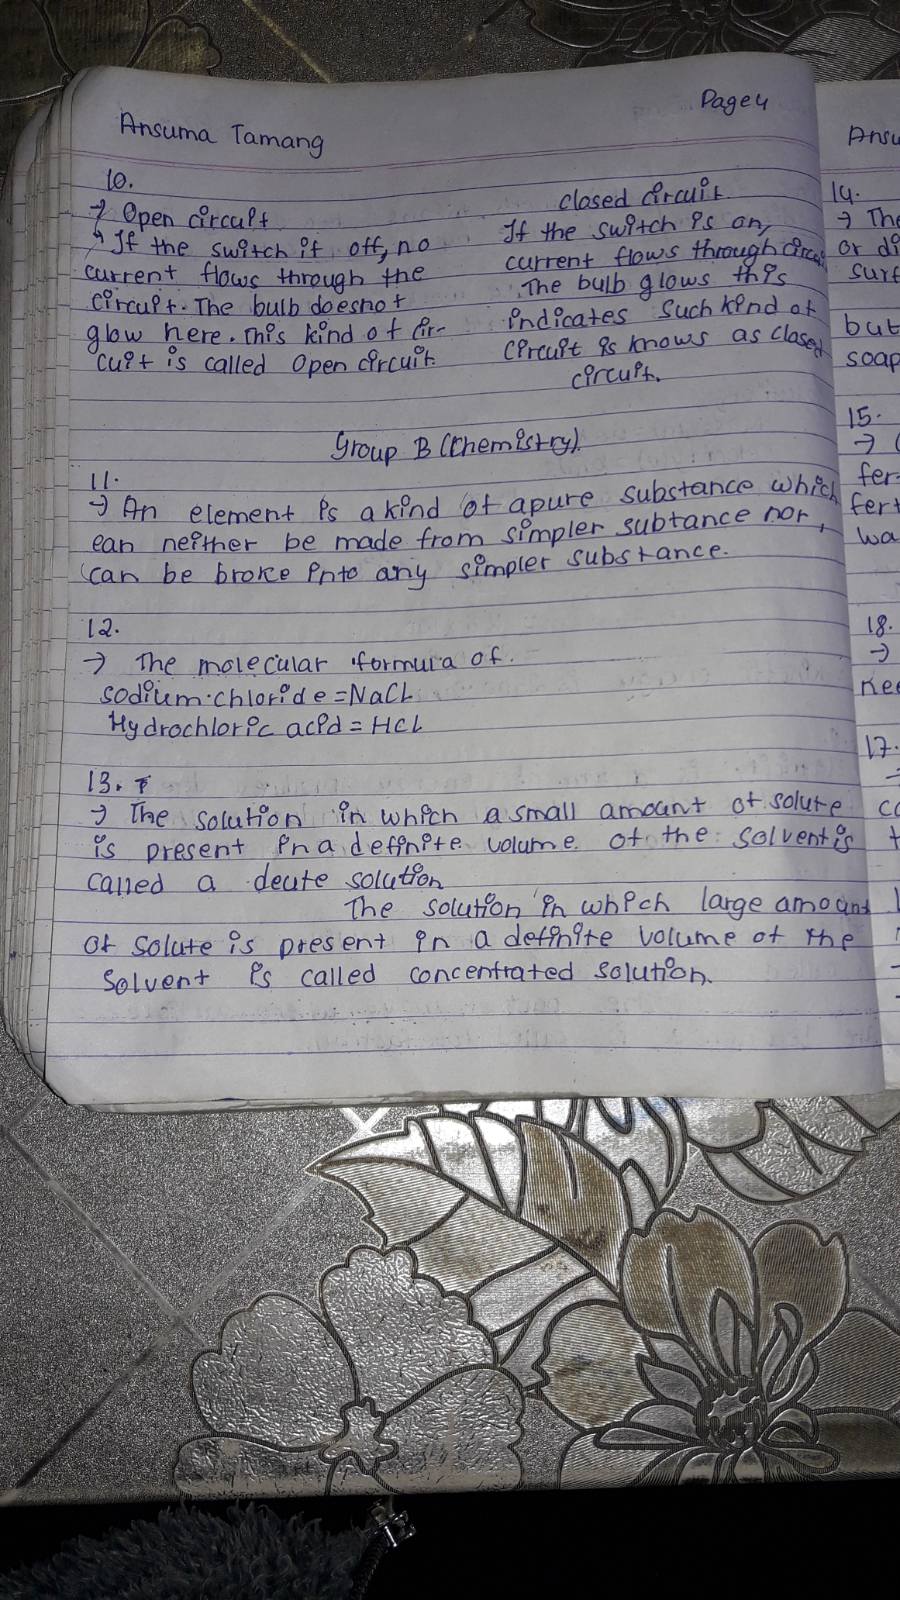 Page 4
Ansuma Tamang
10.
→ Open circuit
If the switch if off, no
current flows through the
circuit. The bulb doesnot
glow here. This kind of cir-
cuit is called Open circuit.
closed circuit.
If the switch is on,
current flows through circu
The bulb glows this
indicates Such kind of
circuit is knows as closed
circuit.
Group B (Chemistry)
11.
→ An element is a kind of apure substance which
can neither be made from simpler subtance nor,
can be broke into any simpler substance.
12.
→ The molecular formura of.
sodium chloride = NaCl
Hydrochloric acid = HCl
13.
→ The solution in which a small amount of solute
is present in a definite volume of the solvent is
called a deute solution
The solution in which large amount
of solute is present in a definite volume of the
Solvent is called concentrated solution.
Ansu
14.
→ The
or di
surf
but
soap
15.
→
fer-
fert
wa
18.
→
nee
17.
→
co